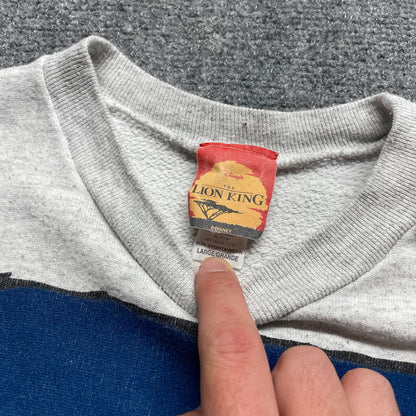 Disney's
THE
LION KING
©DISNEY
LARGE/GRANDE